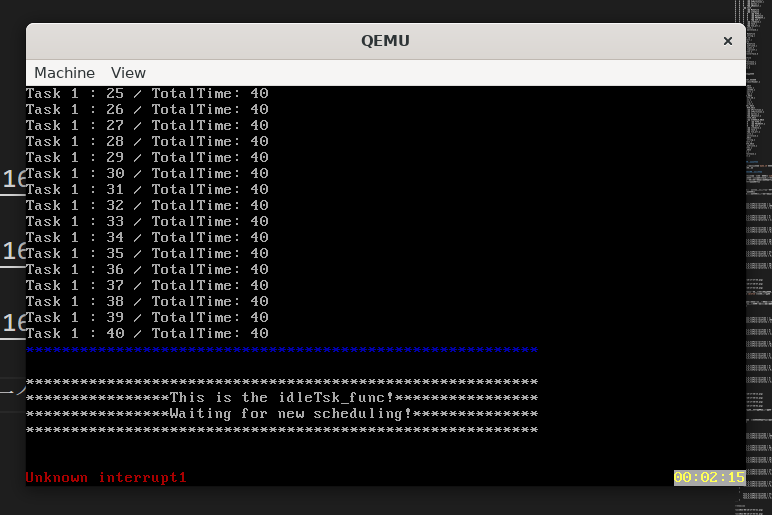 QEMU
Machine View
Task 1 : 25 / TotalTime: 40
Task 1 : 26 / TotalTime: 40
Task 1 : 27 / TotalTime: 40
Task 1 : 28 / TotalTime: 40
Task 1 : 29 / TotalTime: 40
Task 1 : 30 / TotalTime: 40
Task 1 : 31 / TotalTime: 40
Task 1 : 32 / TotalTime: 40
Task 1 : 33 / TotalTime: 40
Task 1 : 34 / TotalTime: 40
Task 1 : 35 / TotalTime: 40
Task 1 : 36 / TotalTime: 40
Task 1 : 37 / TotalTime: 40
Task 1 : 38 / TotalTime: 40
Task 1 : 39 / TotalTime: 40
Task 1 : 40 / TotalTime: 40
*********************************************************
*********************************************************
****************This is the idleTsk_func!****************
****************Waiting for new scheduling!**************
*********************************************************
Unknown interrupt1 00:02:15
16
16
16